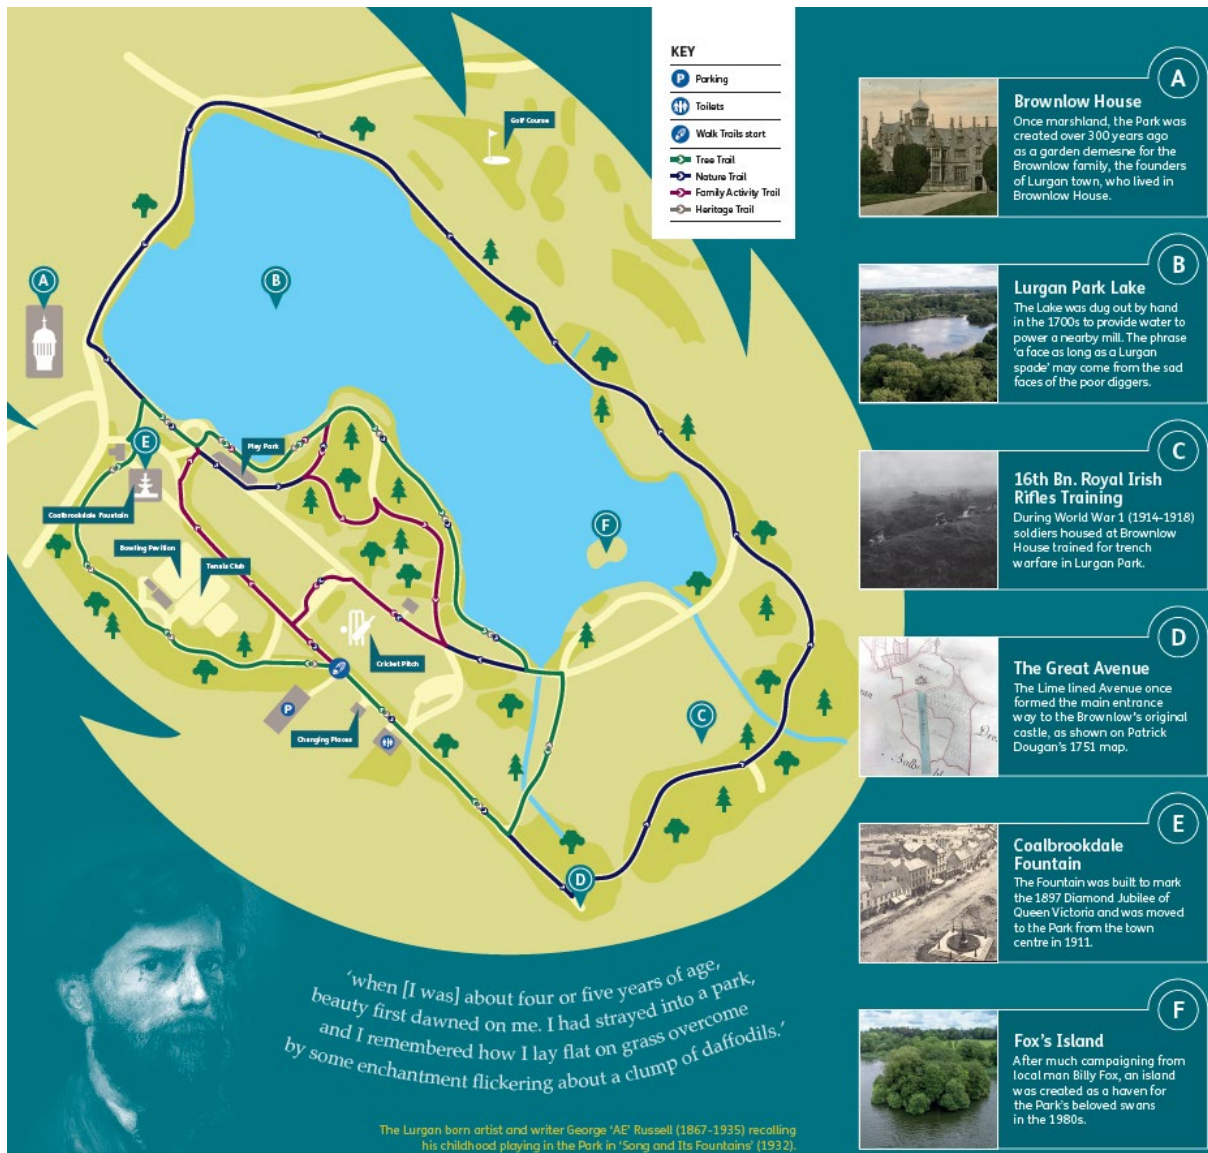 KEY
Parking
Toilets
Walk Trails start
Tree Trail
Nature Trail
Family Activity Trail
Heritage Trail
Golf Course
A
B
E
Play Park
Coalbrookdale Fountain
Bowling Pavilion
Tennis Club
F
Cricket Pitch
P
Changing Places
C
D
A
Brownlow House
Once marshland, the Park was
created over 300 years ago
as a garden demesne for the
Brownlow family, the founders
of Lurgan town, who lived in
Brownlow House.
B
Lurgan Park Lake
The Lake was dug out by hand
in the 1700s to provide water to
power a nearby mill. The phrase
‘a face as long as a Lurgan
spade’ may come from the sad
faces of the poor diggers.
C
16th Bn. Royal Irish
Rifles Training
During World War 1 (1914-1918)
soldiers housed at Brownlow
House trained for trench
warfare in Lurgan Park.
D
The Great Avenue
The Lime lined Avenue once
formed the main entrance
way to the Brownlow's original
castle, as shown on Patrick
Dougan's 1751 map.
E
Coalbrookdale
Fountain
The Fountain was built to mark
the 1897 Diamond Jubilee of
Queen Victoria and was moved
to the Park from the town
centre in 1911.
F
Fox's Island
After much campaigning from
local man Billy Fox, an island
was created as a haven for
the Park's beloved swans
in the 1980s.
‘when [I was] about four or five years of age,
beauty first dawned on me. I had strayed into a park,
and I remembered how I lay flat on grass overcome
by some enchantment flickering about a clump of daffodils.’
The Lurgan born artist and writer George ‘AE’ Russell (1867-1935) recalling
his childhood playing in the Park in ‘Song and Its Fountains’ (1932).